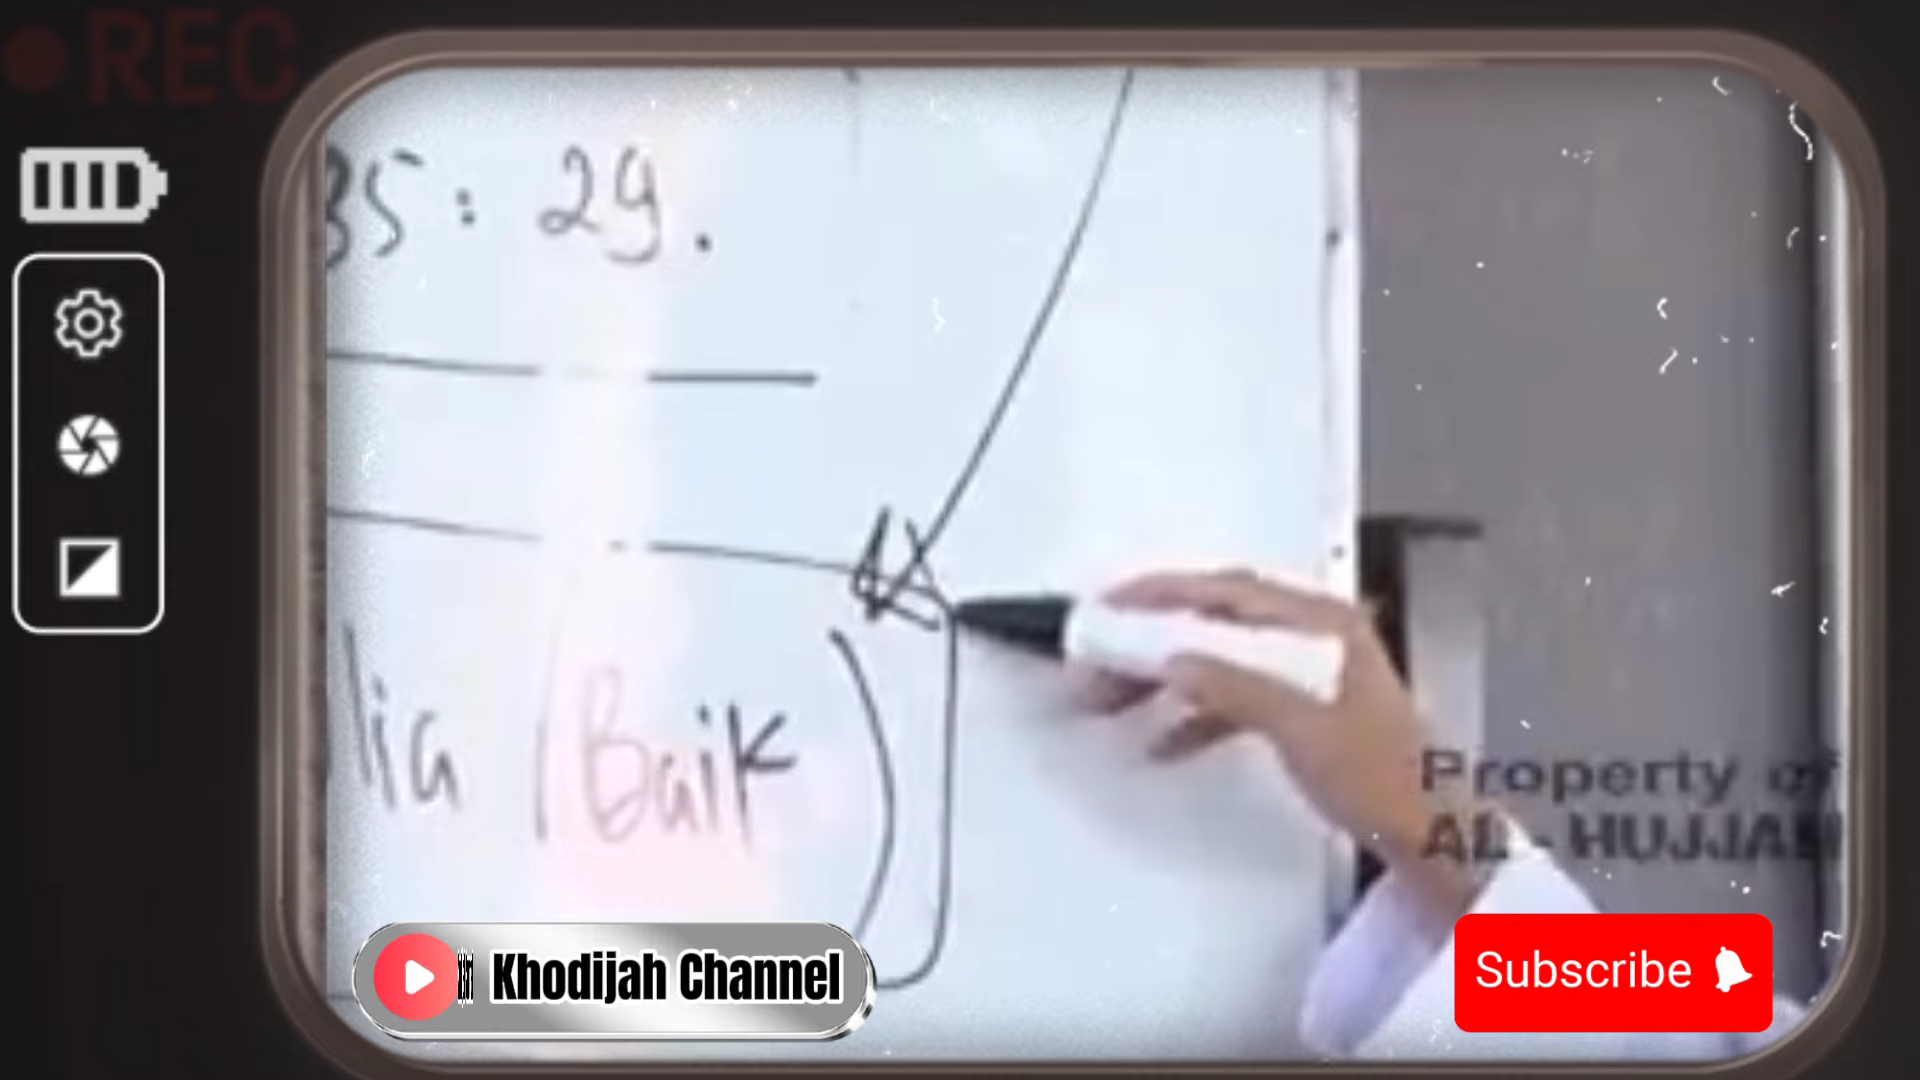 REC
35: 29.
lia (Baik)
Property of
AL - HUJJAH
Khodijah Channel
Subscribe